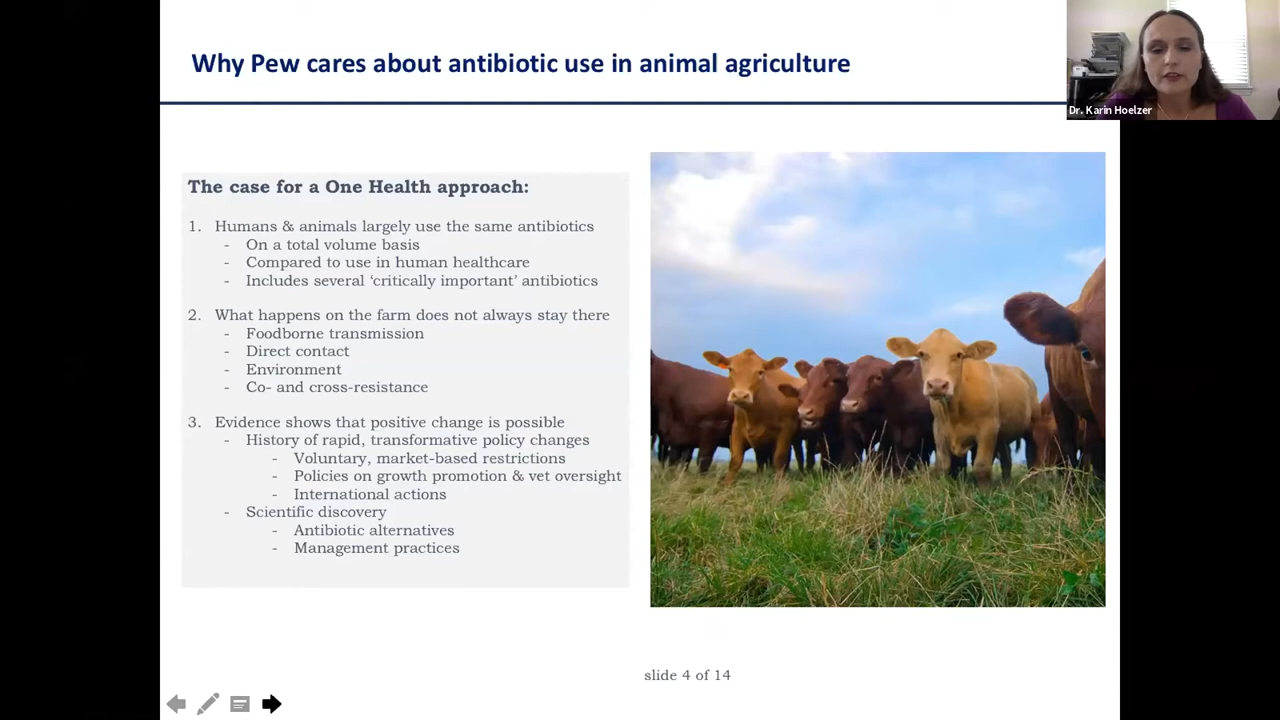 Why Pew cares about antibiotic use in animal agriculture
Dr. Karin Hoelzer
The case for a One Health approach:
1. Humans & animals largely use the same antibiotics
- On a total volume basis
- Compared to use in human healthcare
- Includes several ‘critically important’ antibiotics
2. What happens on the farm does not always stay there
- Foodborne transmission
- Direct contact
- Environment
- Co- and cross-resistance
3. Evidence shows that positive change is possible
- History of rapid, transformative policy changes
- Voluntary, market-based restrictions
- Policies on growth promotion & vet oversight
- International actions
- Scientific discovery
- Antibiotic alternatives
- Management practices
slide 4 of 14